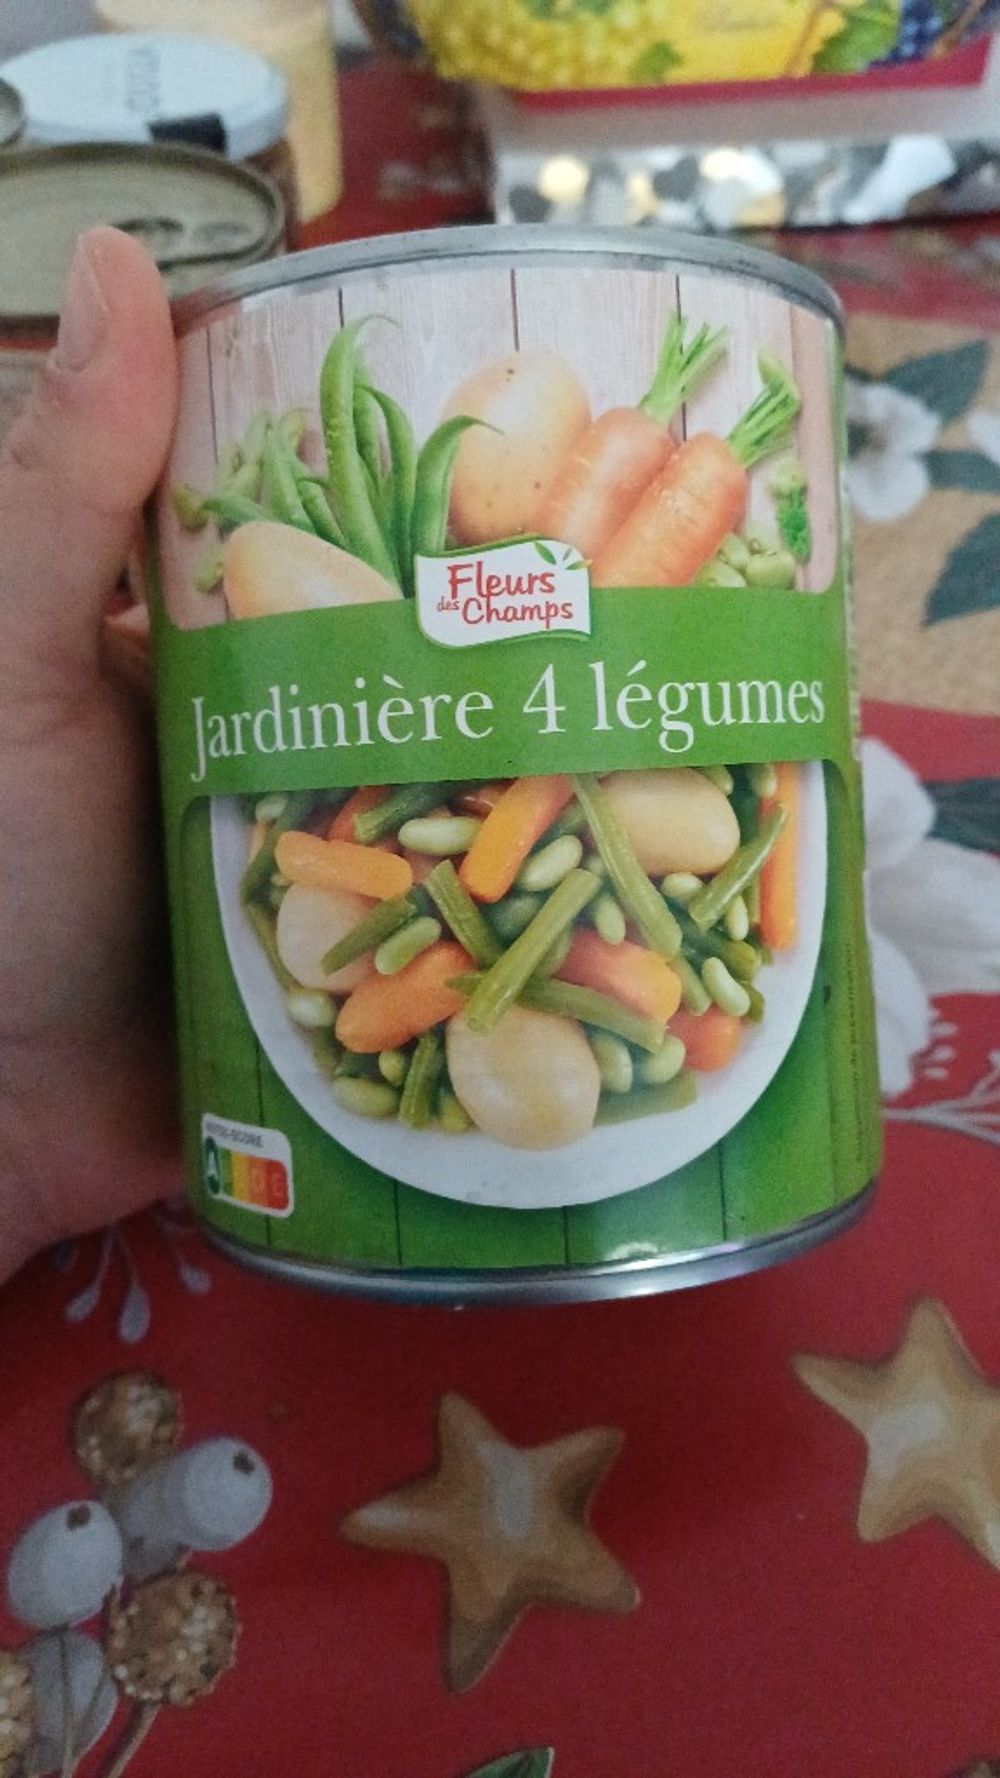 Fleurs
des Champs
Jardinière 4 légumes
NUTRI-SCORE
A D E